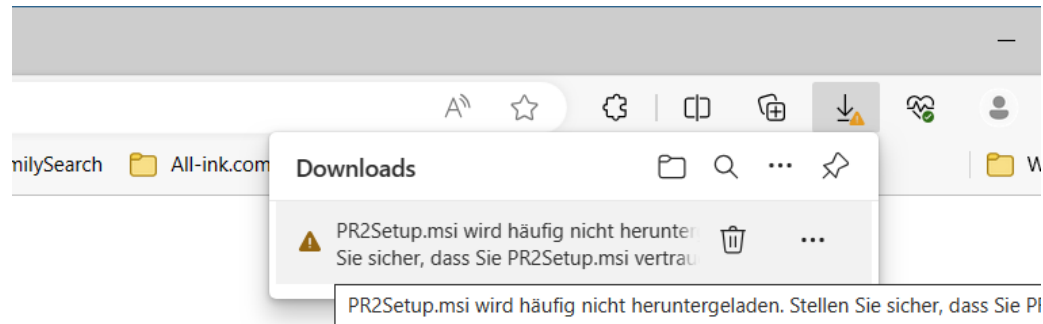 milySearch All-ink.com W
Downloads
PR2Setup.msi wird häufig nicht herunter
Sie sicher, dass Sie PR2Setup.msi vertrau
PR2Setup.msi wird häufig nicht heruntergeladen. Stellen Sie sicher, dass Sie PR